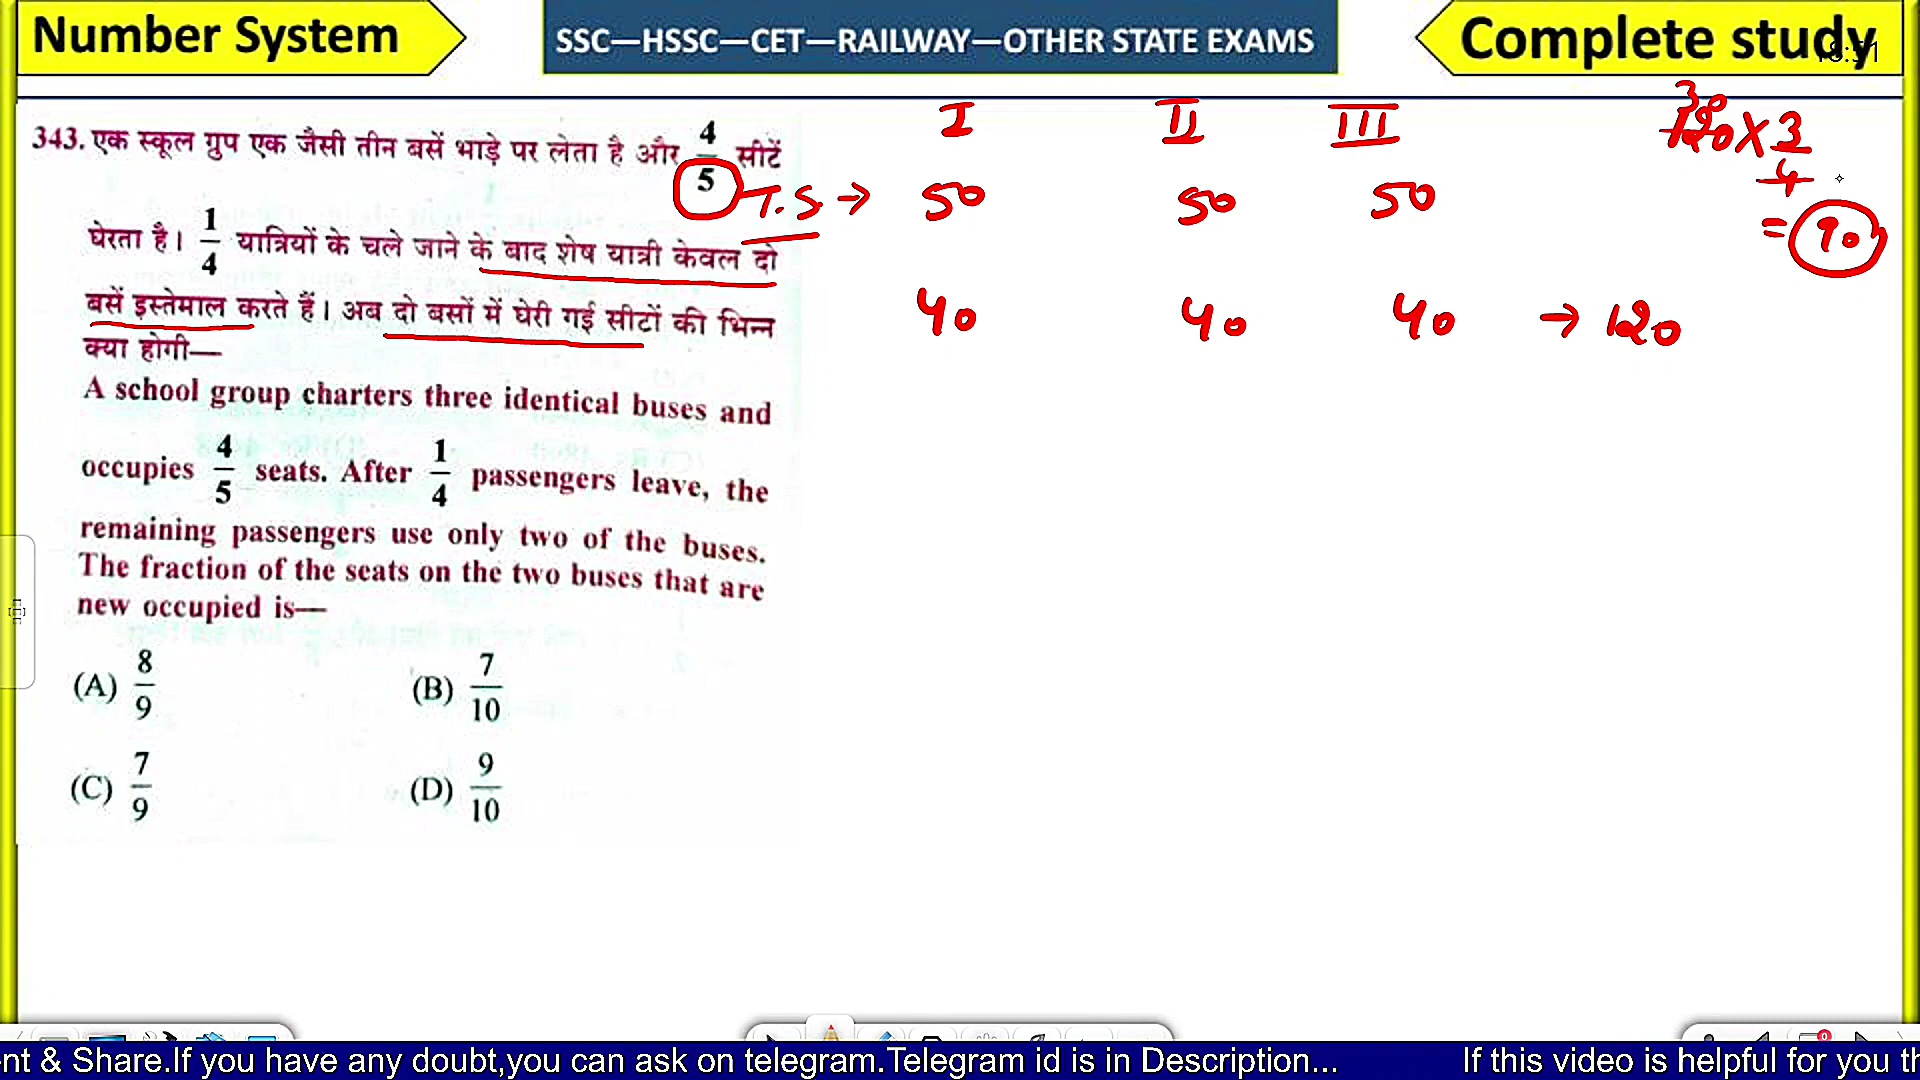 Number System
SSC—HSSC—CET—RAILWAY—OTHER STATE EXAMS
Complete study
343. एक स्कूल ग्रुप एक जैसी तीन बसें भाड़े पर लेता है और 4/5 सीटें
घेरता है। 1/4 यात्रियों के चले जाने के बाद शेष यात्री केवल दो
बसें इस्तेमाल करते हैं। अब दो बसों में घेरी गई सीटों की भिन्न
क्या होगी—
A school group charters three identical buses and
occupies 4/5 seats. After 1/4 passengers leave, the
remaining passengers use only two of the buses.
The fraction of the seats on the two buses that are
new occupied is—
(A) 8/9 (B) 7/10
(C) 7/9 (D) 9/10
I II III
T.S. → 50 50 50
40 40 40 → 120
30
120 × 3/4
= 90
nt & Share.If you have any doubt,you can ask on telegram.Telegram id is in Description... If this video is helpful for you th